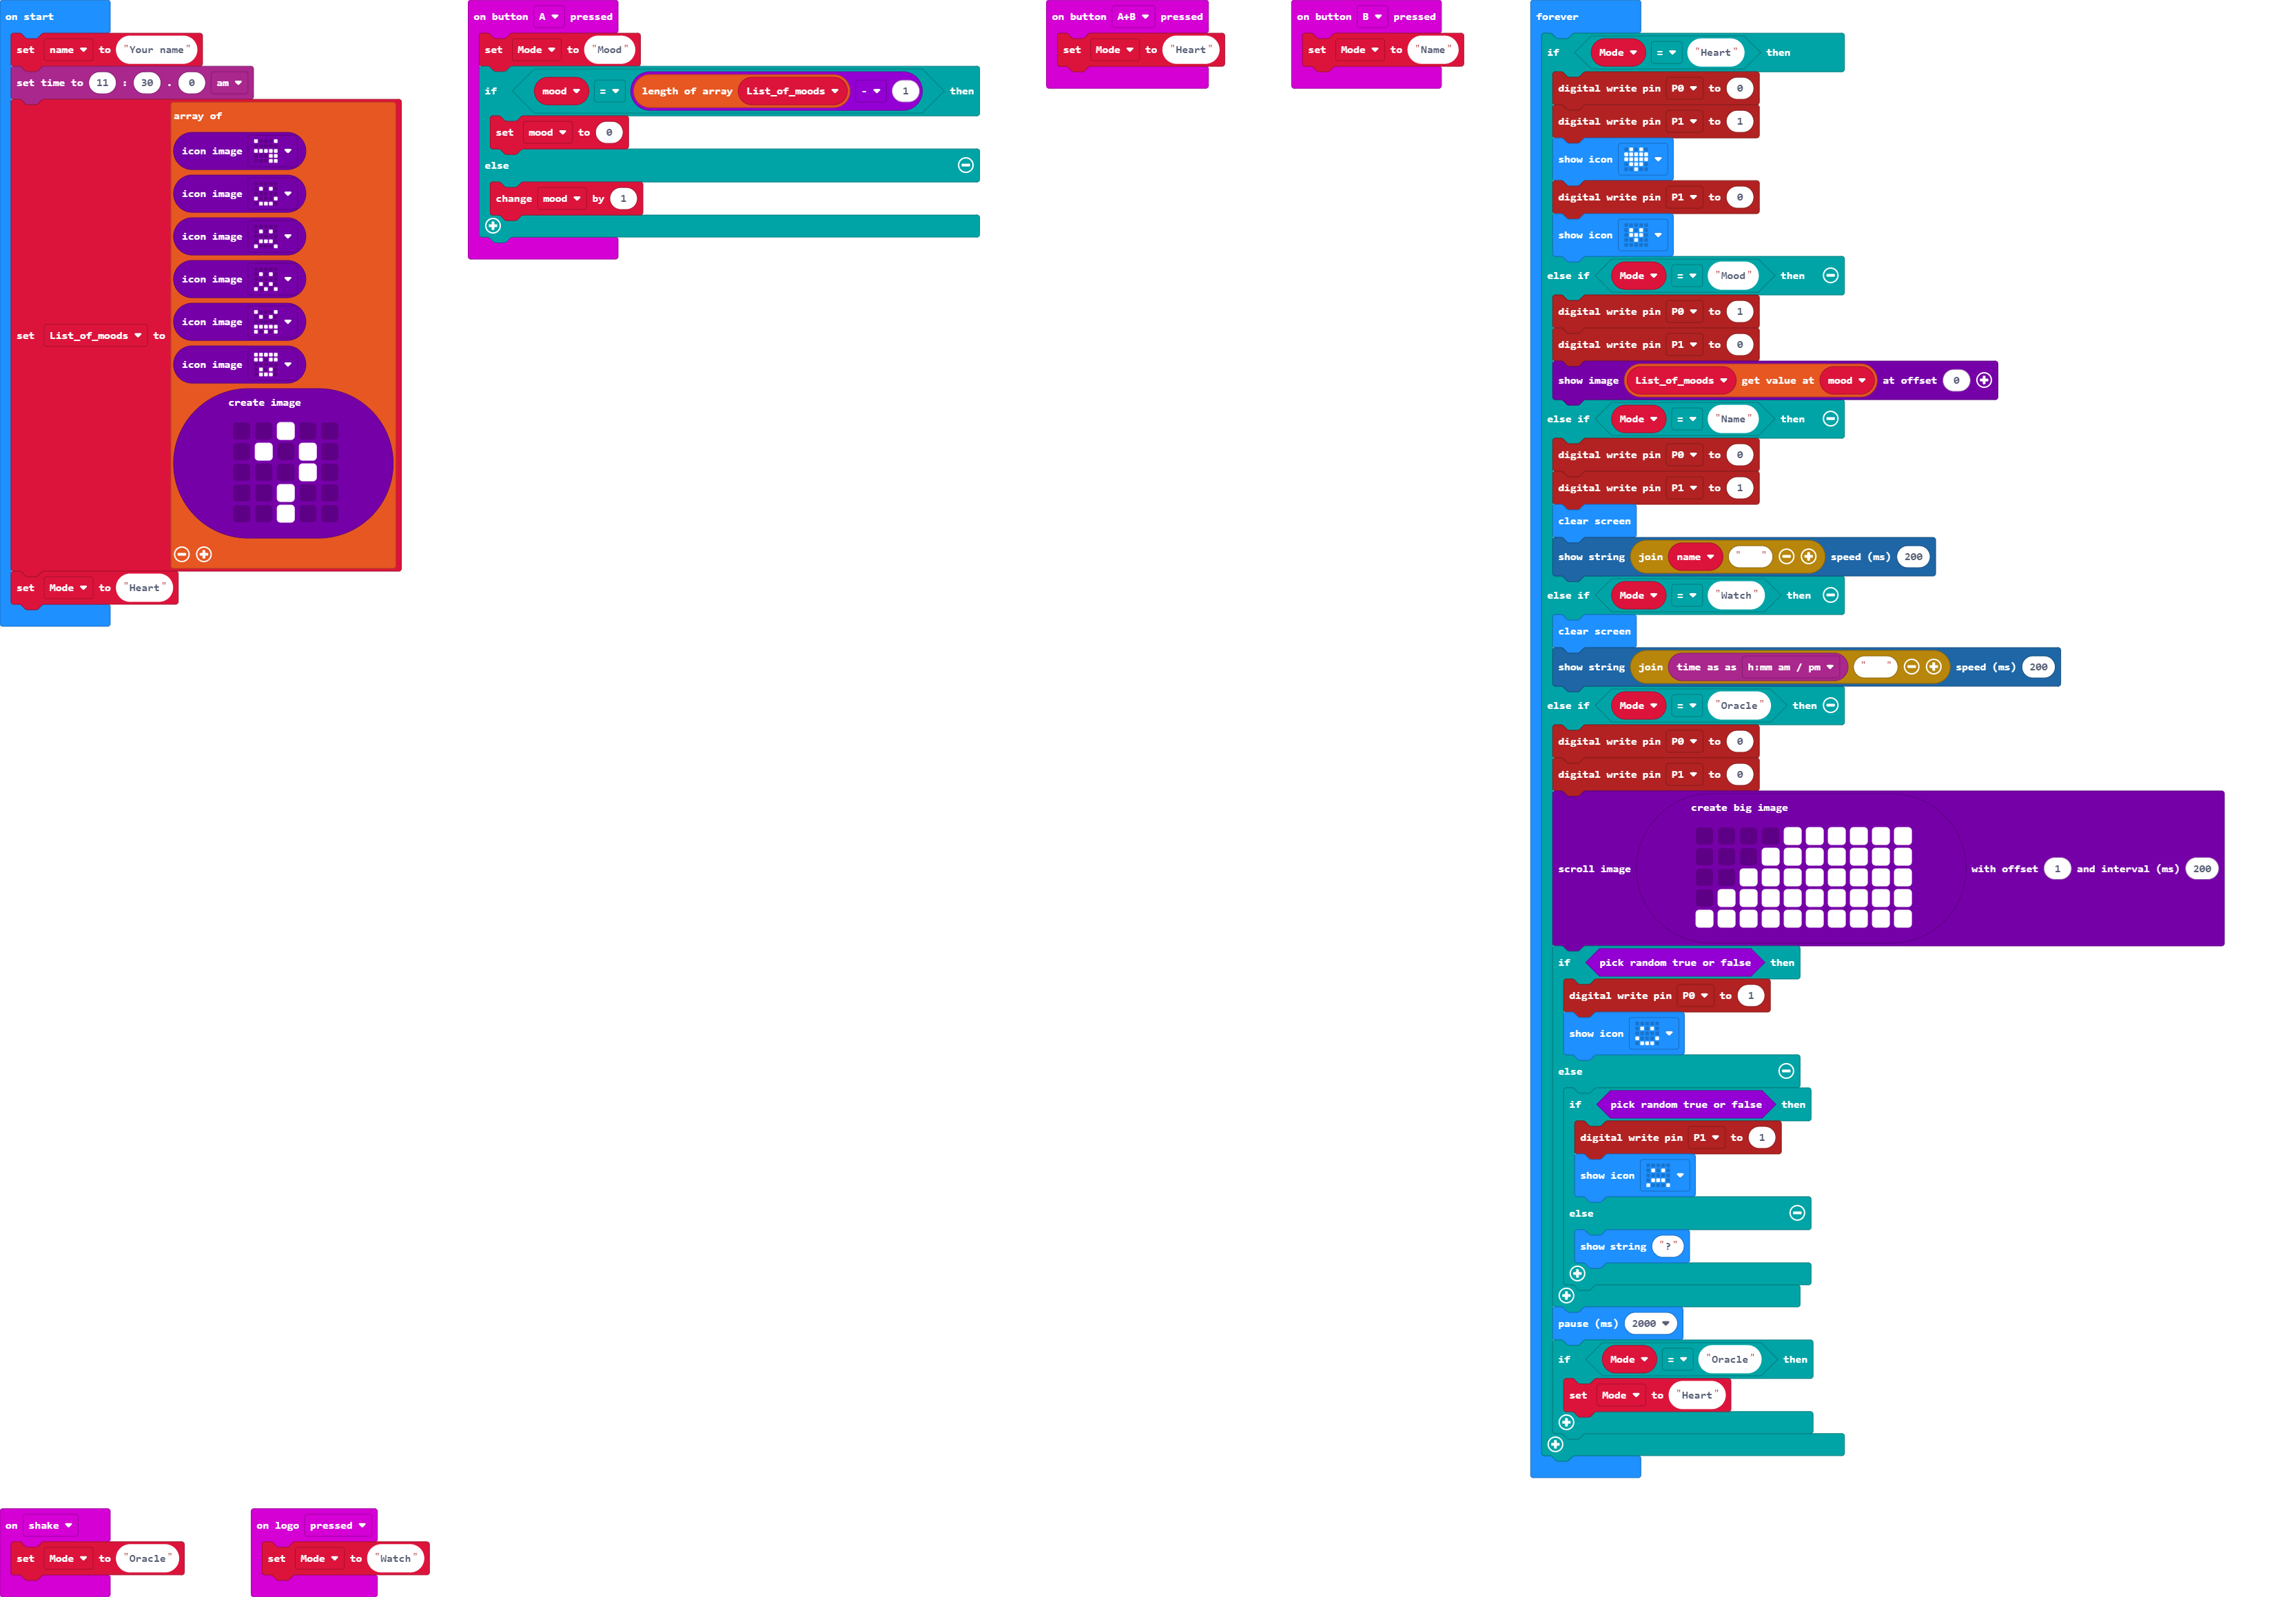 on start
set name to "Your name"
set time to 11 : 30 . 0 am
set List_of_moods to
array of
icon image
icon image
icon image
icon image
icon image
icon image
create image
set Mode to "Heart"
on button A pressed
set Mode to "Mood"
if mood = length of array List_of_moods - 1 then
set mood to 0
else
change mood by 1
on button A+B pressed
set Mode to "Heart"
on button B pressed
set Mode to "Name"
forever
if Mode = "Heart" then
digital write pin P0 to 0
digital write pin P1 to 1
show icon
digital write pin P1 to 0
show icon
else if Mode = "Mood" then
digital write pin P0 to 1
digital write pin P1 to 0
show image List_of_moods get value at mood at offset 0
else if Mode = "Name" then
digital write pin P0 to 0
digital write pin P1 to 1
clear screen
show string join name " " speed (ms) 200
else if Mode = "Watch" then
clear screen
show string join time as as h:mm am / pm " " speed (ms) 200
else if Mode = "Oracle" then
digital write pin P0 to 0
digital write pin P1 to 0
create big image
scroll image with offset 1 and interval (ms) 200
if pick random true or false then
digital write pin P0 to 1
show icon
else
if pick random true or false then
digital write pin P1 to 1
show icon
else
show string "?"
pause (ms) 2000
if Mode = "Oracle" then
set Mode to "Heart"
on shake
set Mode to "Oracle"
on logo pressed
set Mode to "Watch"